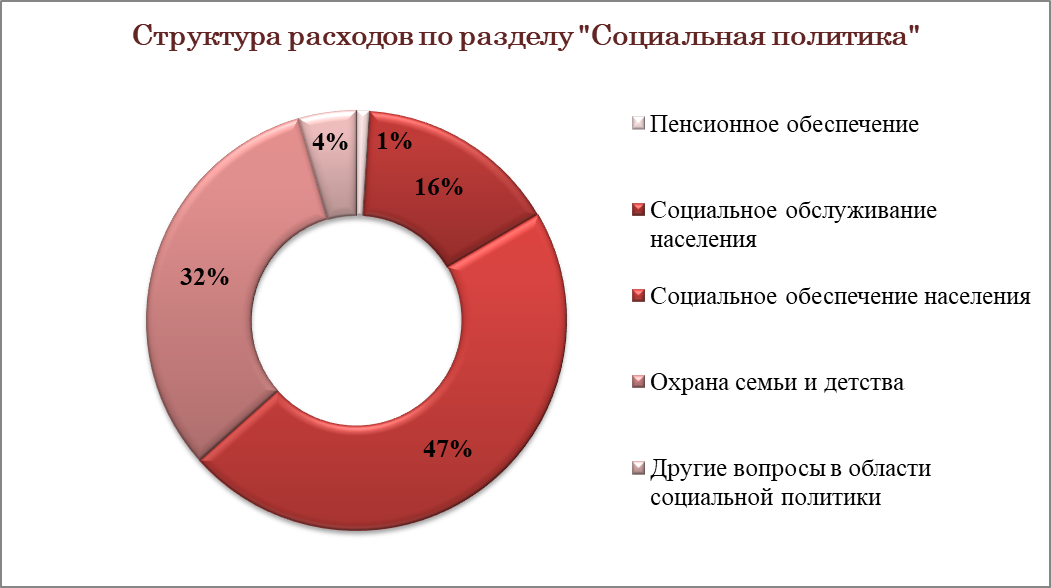 Структура расходов по разделу "Социальная политика"
4%
1%
16%
32%
47%
Пенсионное обеспечение
Социальное обслуживание
населения
Социальное обеспечение населения
Охрана семьи и детства
Другие вопросы в области
социальной политики